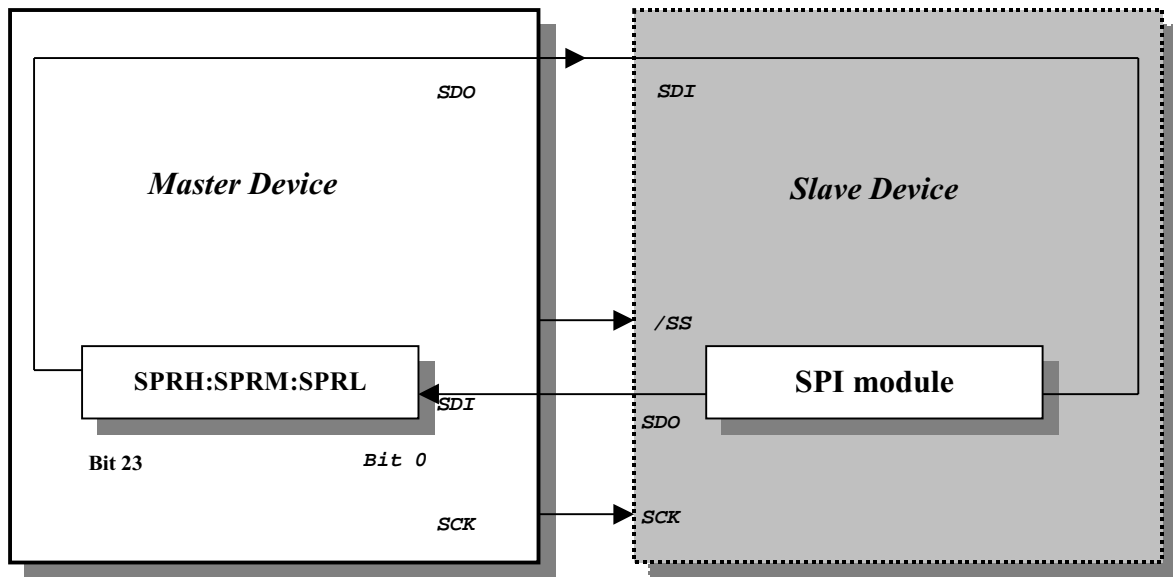 SDO
SDI
Master Device
Slave Device
/SS
SPRH:SPRM:SPRL
SPI module
SDI
SDO
Bit 23
Bit 0
SCK
SCK